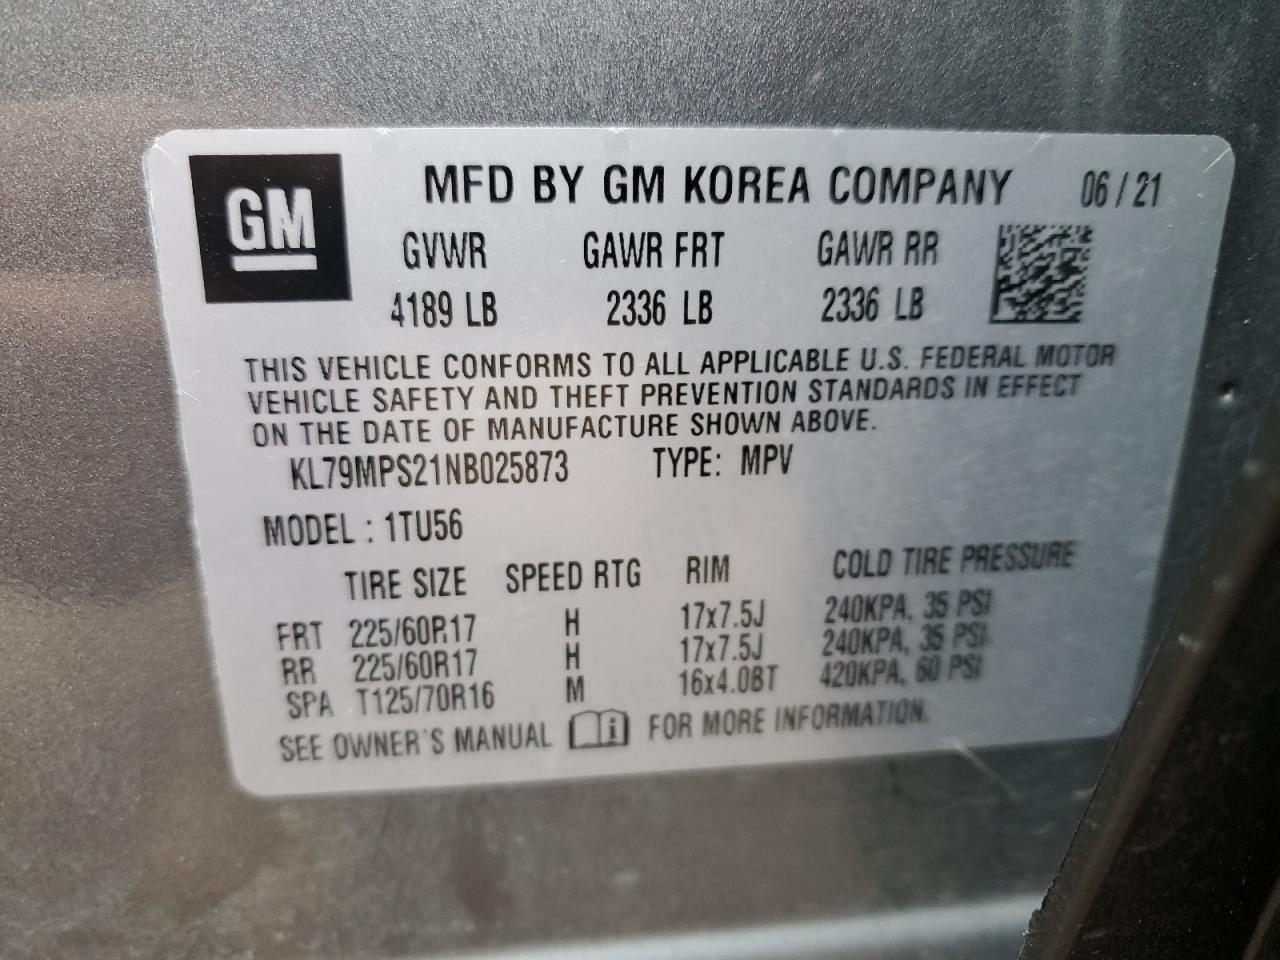 GM
MFD BY GM KOREA COMPANY 06/21
GVWR GAWR FRT GAWR RR
4189 LB 2336 LB 2336 LB
THIS VEHICLE CONFORMS TO ALL APPLICABLE U.S. FEDERAL MOTOR
VEHICLE SAFETY AND THEFT PREVENTION STANDARDS IN EFFECT
ON THE DATE OF MANUFACTURE SHOWN ABOVE.
KL79MPS21NB025873 TYPE: MPV
MODEL : 1TU56
TIRE SIZE SPEED RTG RIM COLD TIRE PRESSURE
FRT 225/60R17 H 17x7.5J 240KPA, 35 PSI
RR 225/60R17 H 17x7.5J 240KPA, 35 PSI
SPA T125/70R16 M 16x4.0BT 420KPA, 60 PSI
SEE OWNER'S MANUAL i FOR MORE INFORMATION.